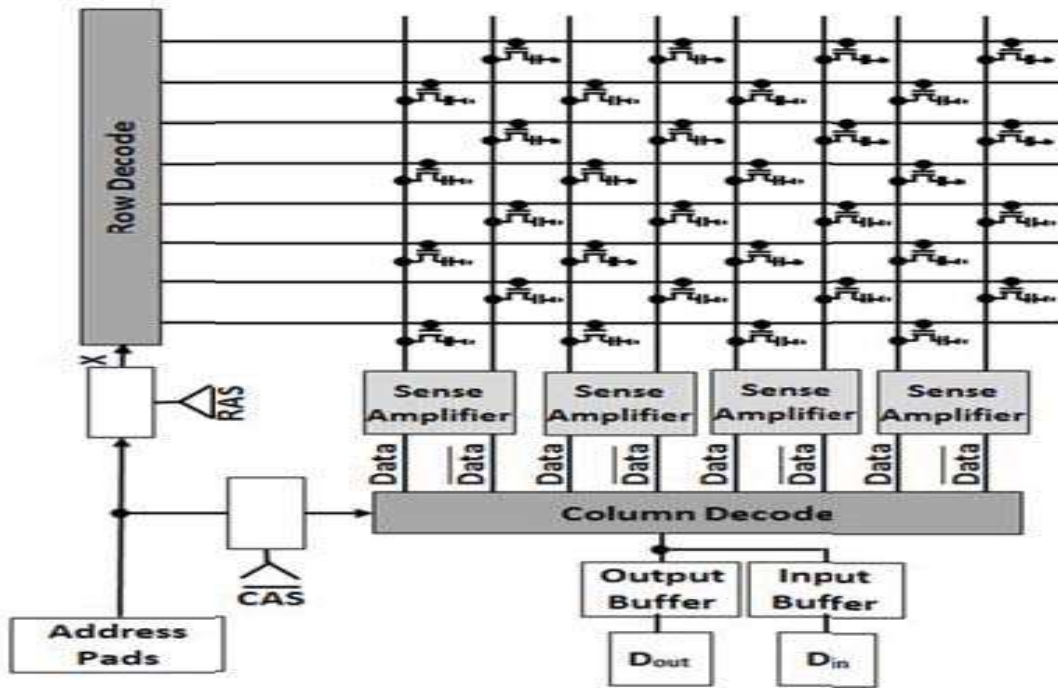 Row Decode
X
RAS
Sense
Amplifier
Sense
Amplifier
Sense
Amplifier
Sense
Amplifier
Data
Data
Data
Data
Data
Data
Data
Data
Column Decode
CAS
Output
Buffer
Input
Buffer
Address
Pads
Dout
Din